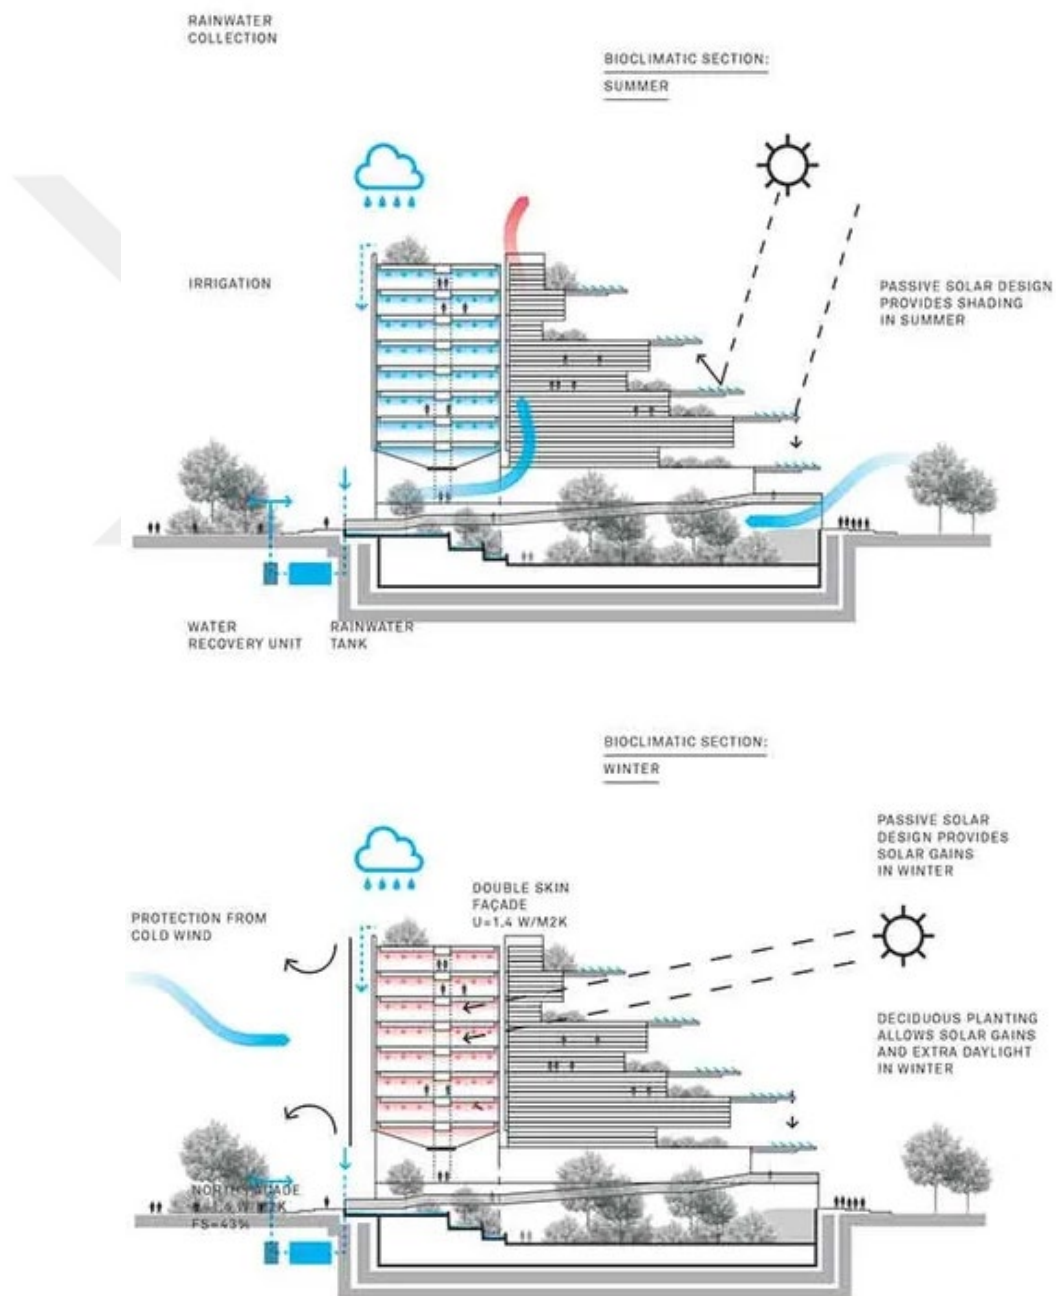 RAINWATER
COLLECTION
BIOCLIMATIC SECTION:
SUMMER
IRRIGATION
PASSIVE SOLAR DESIGN
PROVIDES SHADING
IN SUMMER
WATER
RECOVERY UNIT
RAINWATER
TANK
BIOCLIMATIC SECTION:
WINTER
PASSIVE SOLAR
DESIGN PROVIDES
SOLAR GAINS
IN WINTER
DOUBLE SKIN
FAÇADE
U=1.4 W/M2K
PROTECTION FROM
COLD WIND
DECIDUOUS PLANTING
ALLOWS SOLAR GAINS
AND EXTRA DAYLIGHT
IN WINTER
NORTH
FS=43%